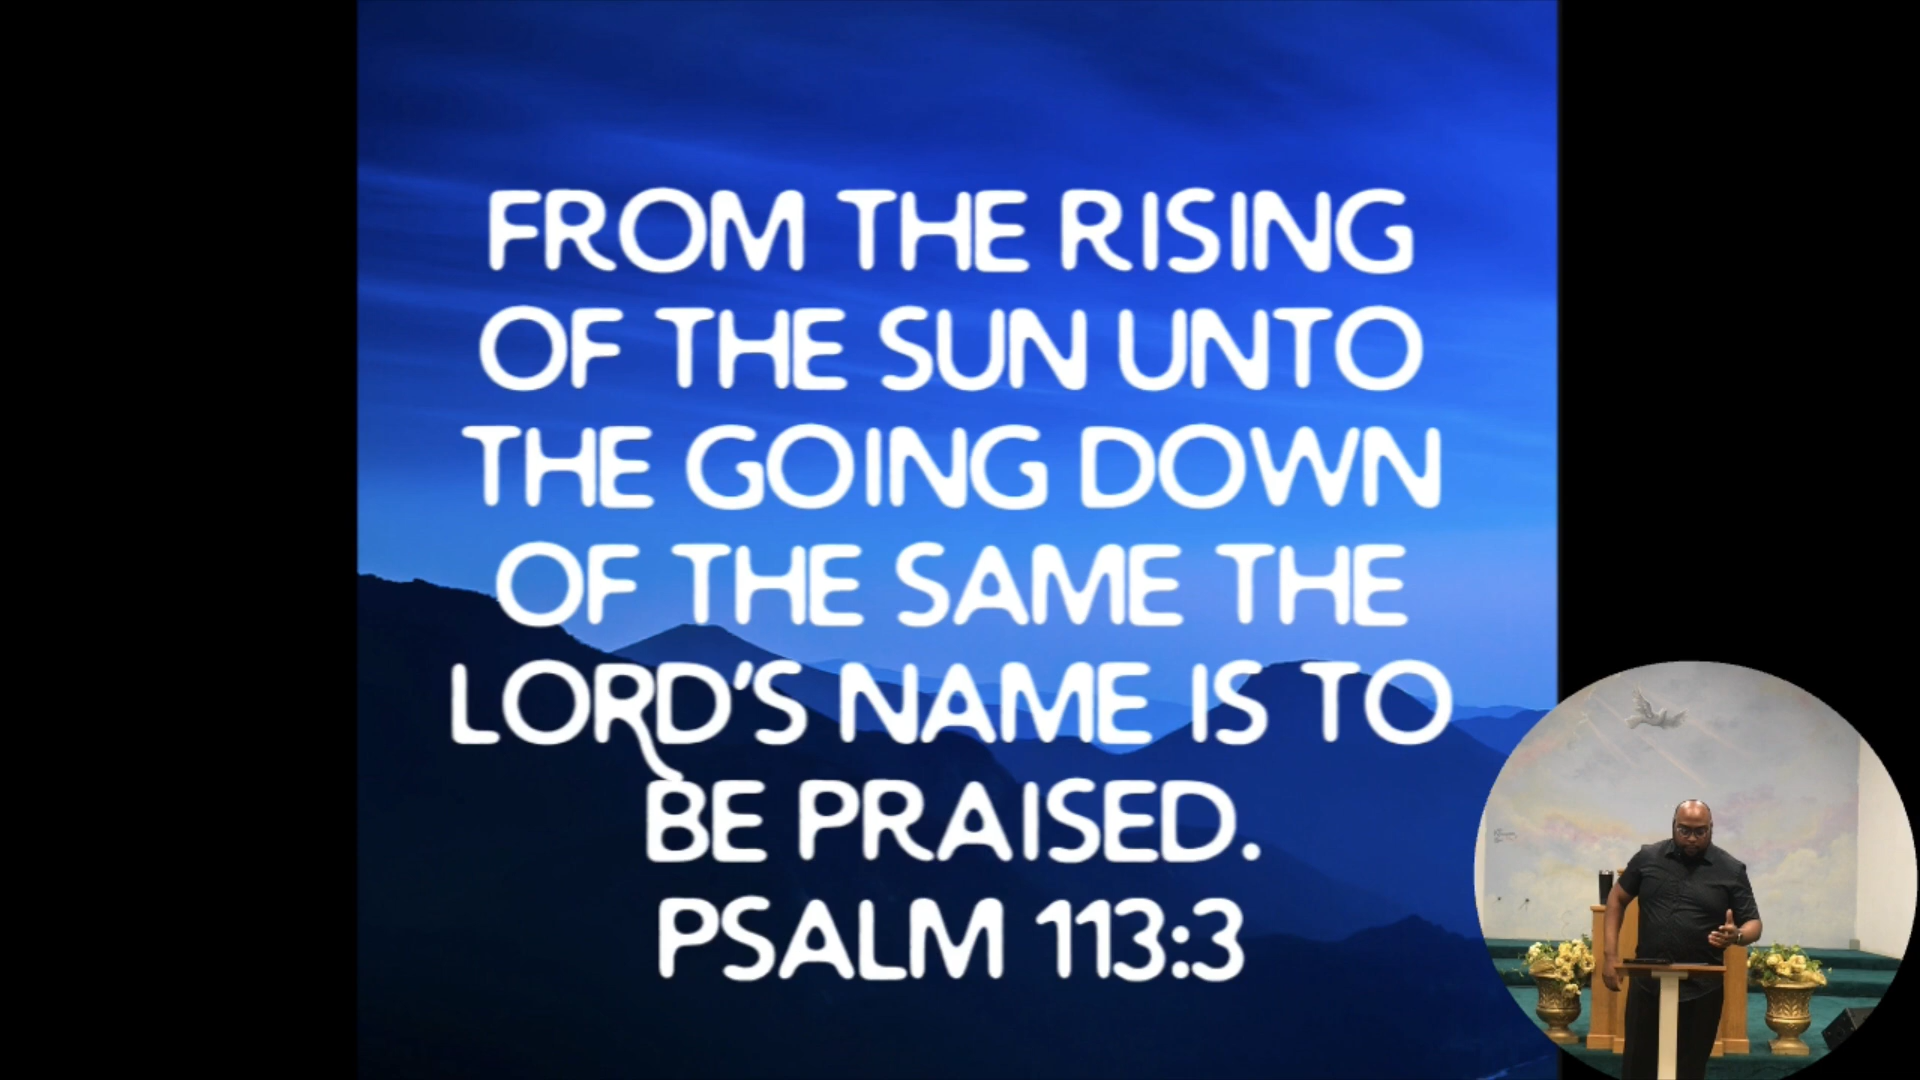 FROM THE RISING
OF THE SUN UNTO
THE GOING DOWN
OF THE SAME THE
LORD'S NAME IS TO
BE PRAISED.
PSALM 113:3